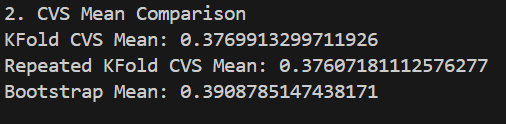 2. CVS Mean Comparison
KFold CVS Mean: 0.3769913299711926
Repeated KFold CVS Mean: 0.37607181112576277
Bootstrap Mean: 0.3908785147438171